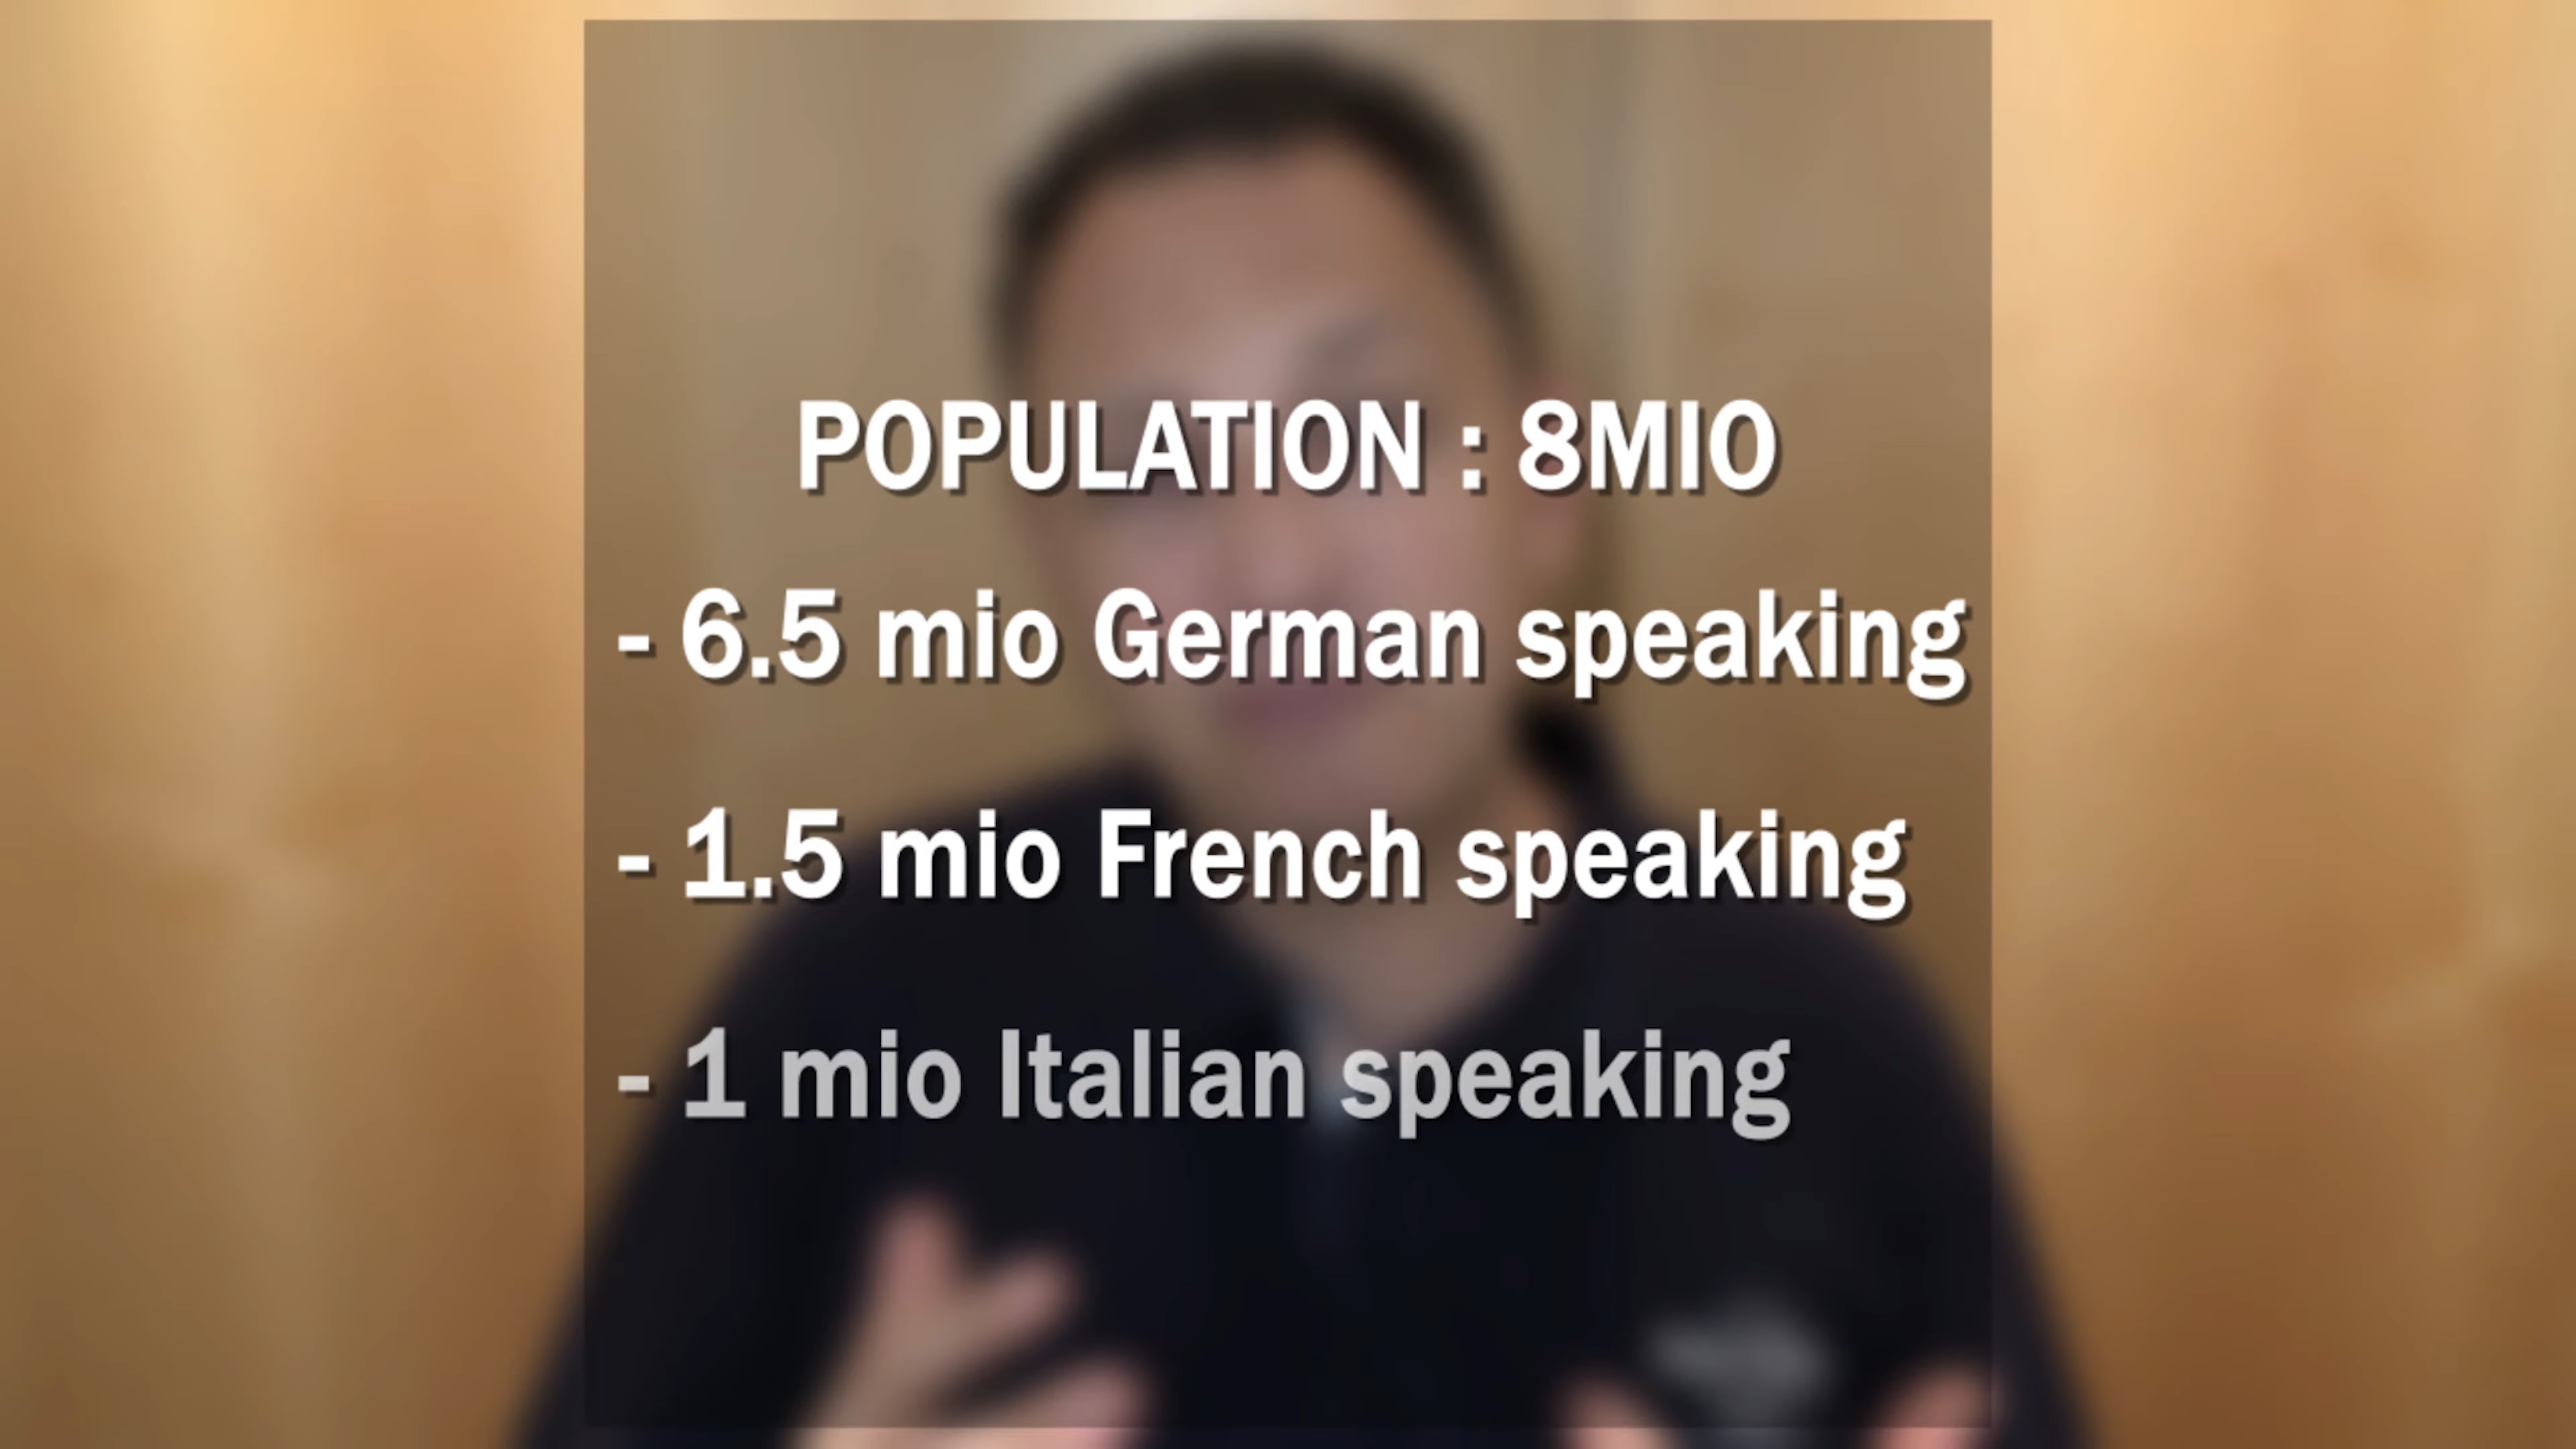 POPULATION : 8MIO
- 6.5 mio German speaking
- 1.5 mio French speaking
- 1 mio Italian speaking